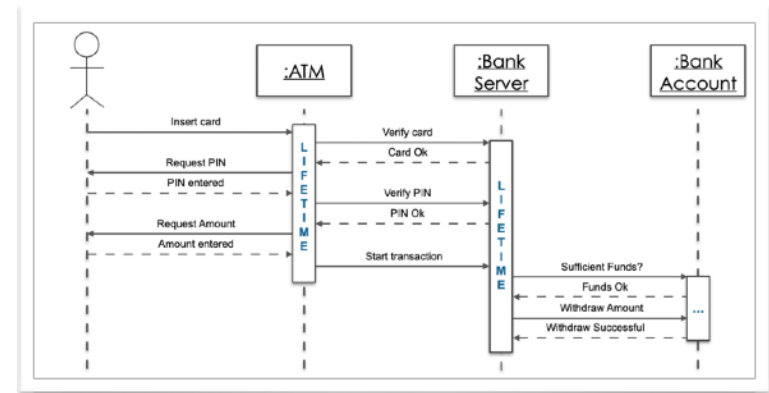 :ATM
:Bank
Server
:Bank
Account
Insert card
Verify card
Card Ok
Request PIN
PIN entered
Verify PIN
PIN Ok
Request Amount
Amount entered
Start transaction
Sufficient Funds?
Funds Ok
Withdraw Amount
Withdraw Successful
LIFETIME
LIFETIME
...